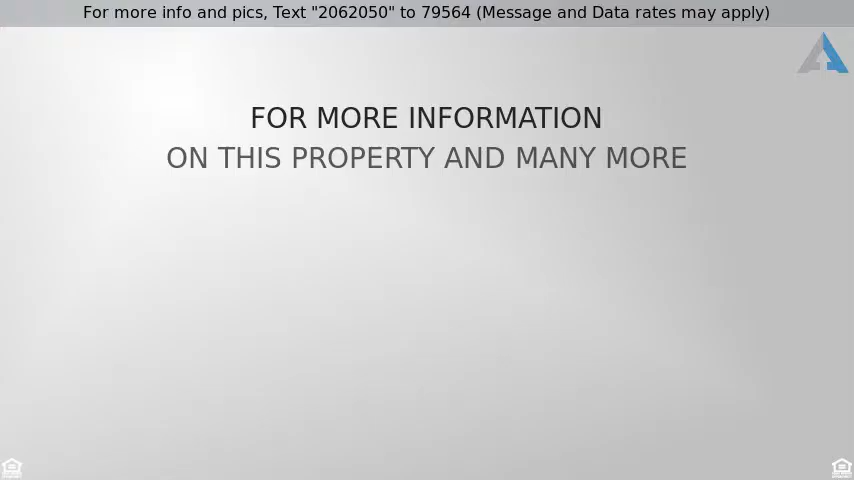 For more info and pics, Text "2062050" to 79564 (Message and Data rates may apply)
FOR MORE INFORMATION
ON THIS PROPERTY AND MANY MORE